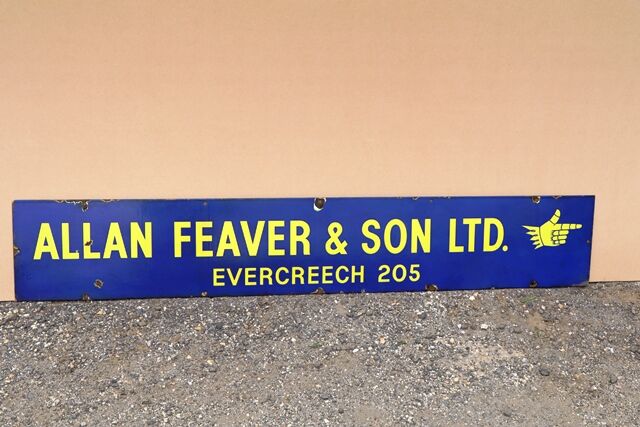 ALLAN FEAVER & SON LTD.
EVERCREECH 205